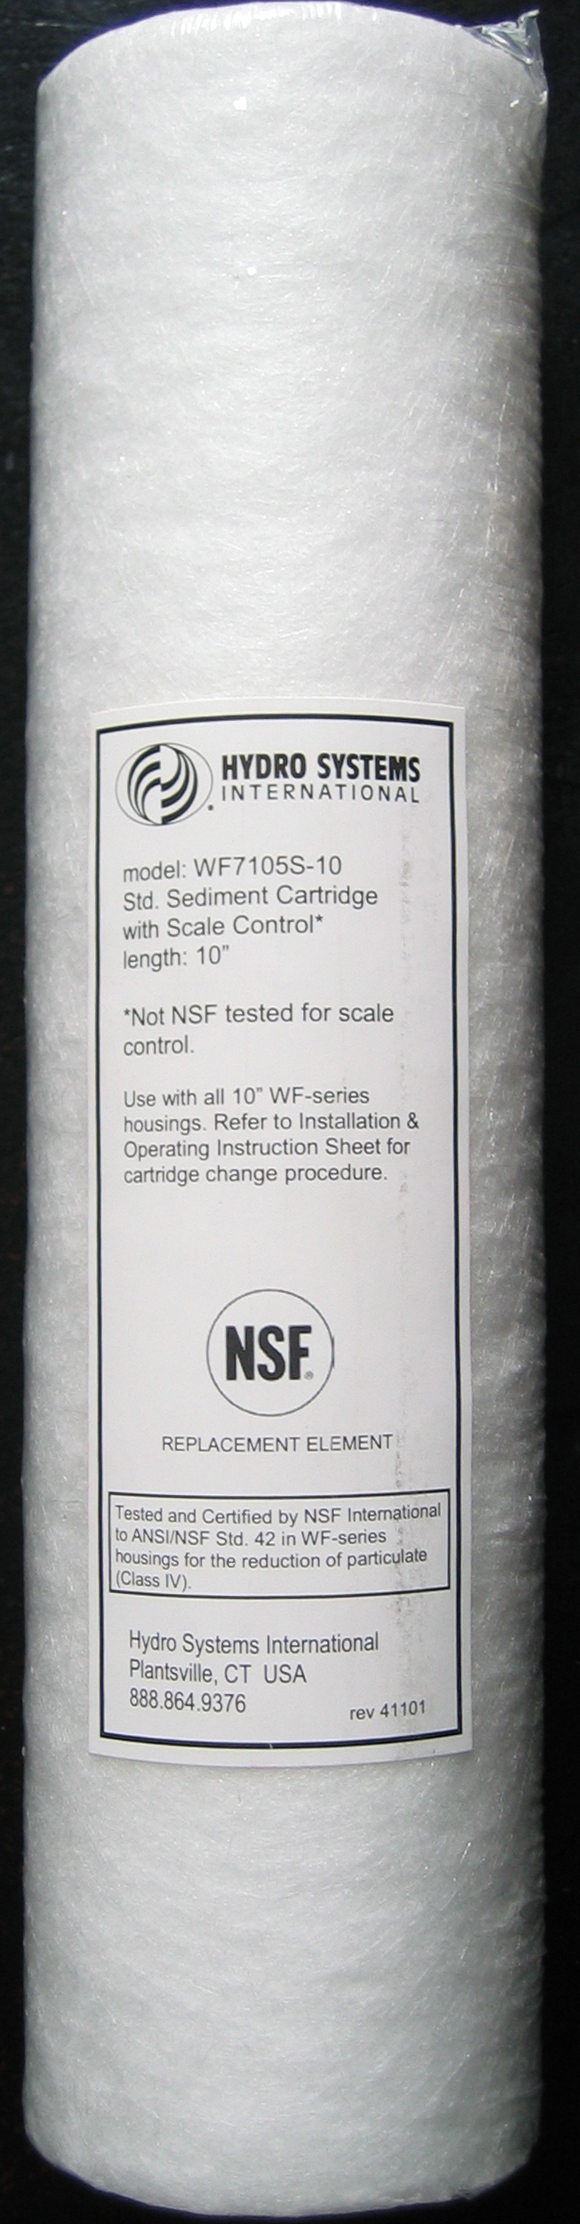 HYDRO SYSTEMS
INTERNATIONAL
model: WF7105S-10
Std. Sediment Cartridge
with Scale Control*
length: 10”
*Not NSF tested for scale
control.
Use with all 10” WF-series
housings. Refer to Installation &
Operating Instruction Sheet for
cartridge change procedure.
NSF®
REPLACEMENT ELEMENT
Tested and Certified by NSF International
to ANSI/NSF Std. 42 in WF-series
housings for the reduction of particulate
(Class IV).
Hydro Systems International
Plantsville, CT USA
888.864.9376
rev 41101